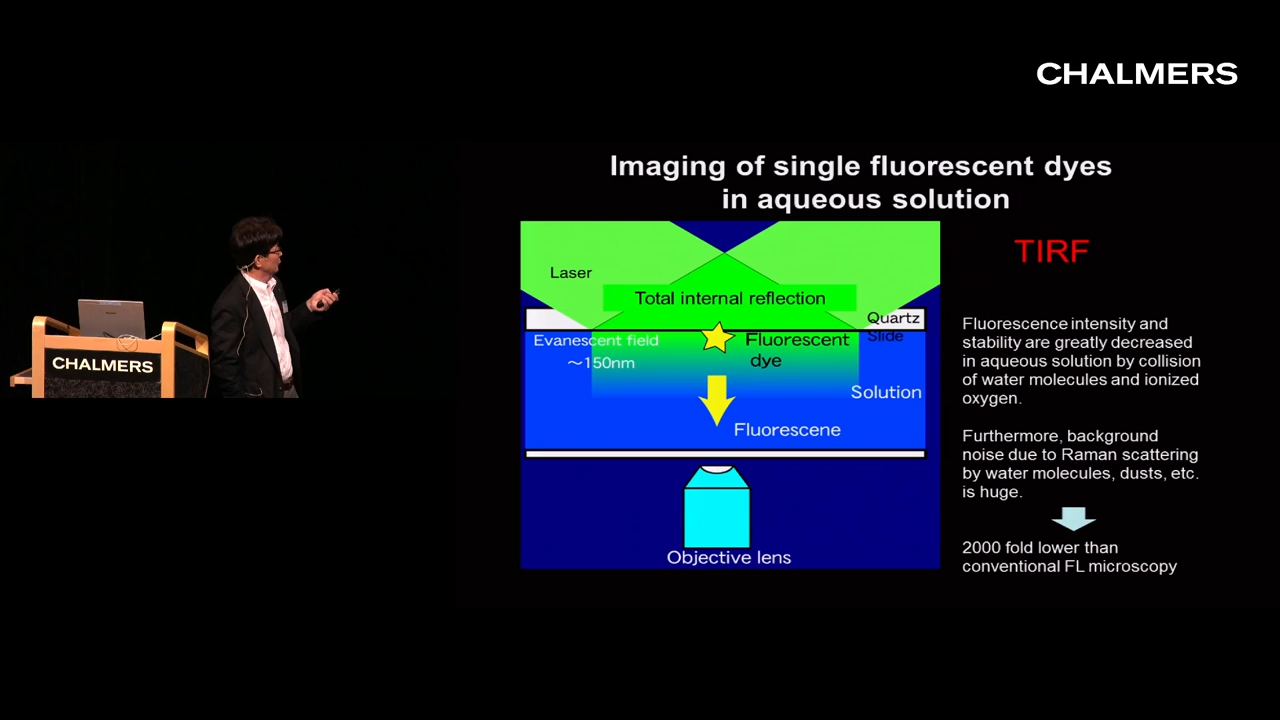 CHALMERS
Imaging of single fluorescent dyes
in aqueous solution
TIRF
Laser
Total internal reflection
Quartz
Slide
Evanescent field
～150nm
Fluorescent
dye
Solution
Fluorescene
Objective lens
Fluorescence intensity and
stability are greatly decreased
in aqueous solution by collision
of water molecules and ionized
oxygen.
Furthermore, background
noise due to Raman scattering
by water molecules, dusts, etc.
is huge.
2000 fold lower than
conventional FL microscopy
CHALMERS